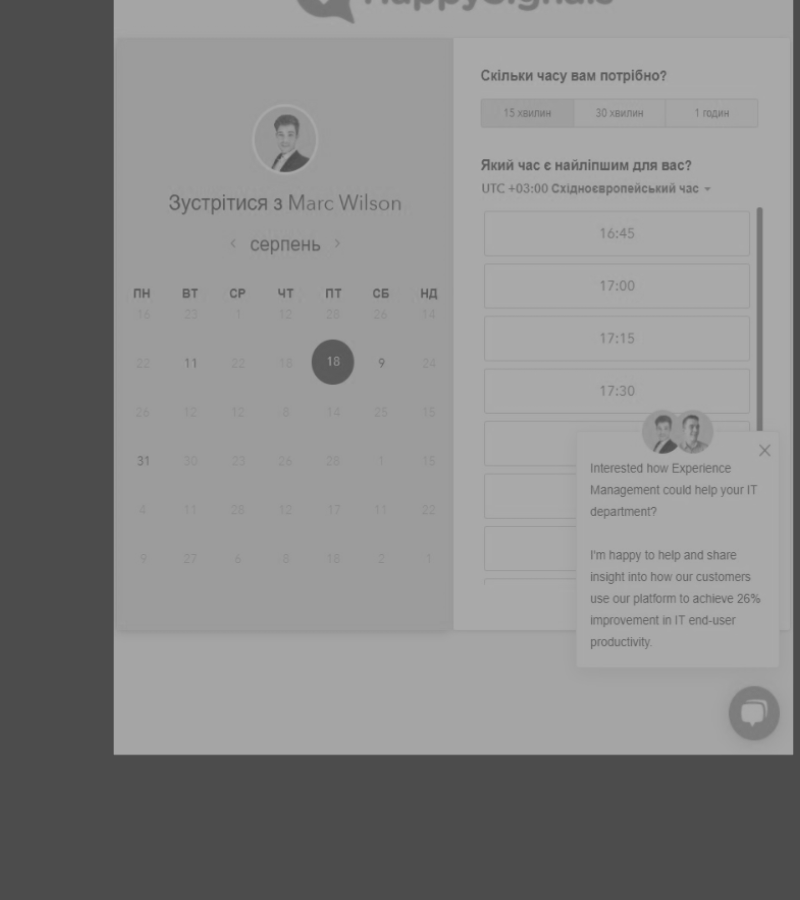 HappySignals
Зустрітися з Marc Wilson
серпень
ПН ВТ СР ЧТ ПТ СБ НД
16 23 1 12 28 26 14
22 11 22 18 18 9 24
26 12 12 8 14 25 15
31 30 23 26 28 1 15
4 11 28 12 17 11 22
9 27 6 8 18 2 1
Скільки часу вам потрібно?
15 хвилин 30 хвилин 1 годин
Який час є найліпшим для вас?
UTC +03:00 Східноєвропейський час
16:45
17:00
17:15
17:30
Interested how Experience
Management could help your IT
department?
I'm happy to help and share
insight into how our customers
use our platform to achieve 26%
improvement in IT end-user
productivity.